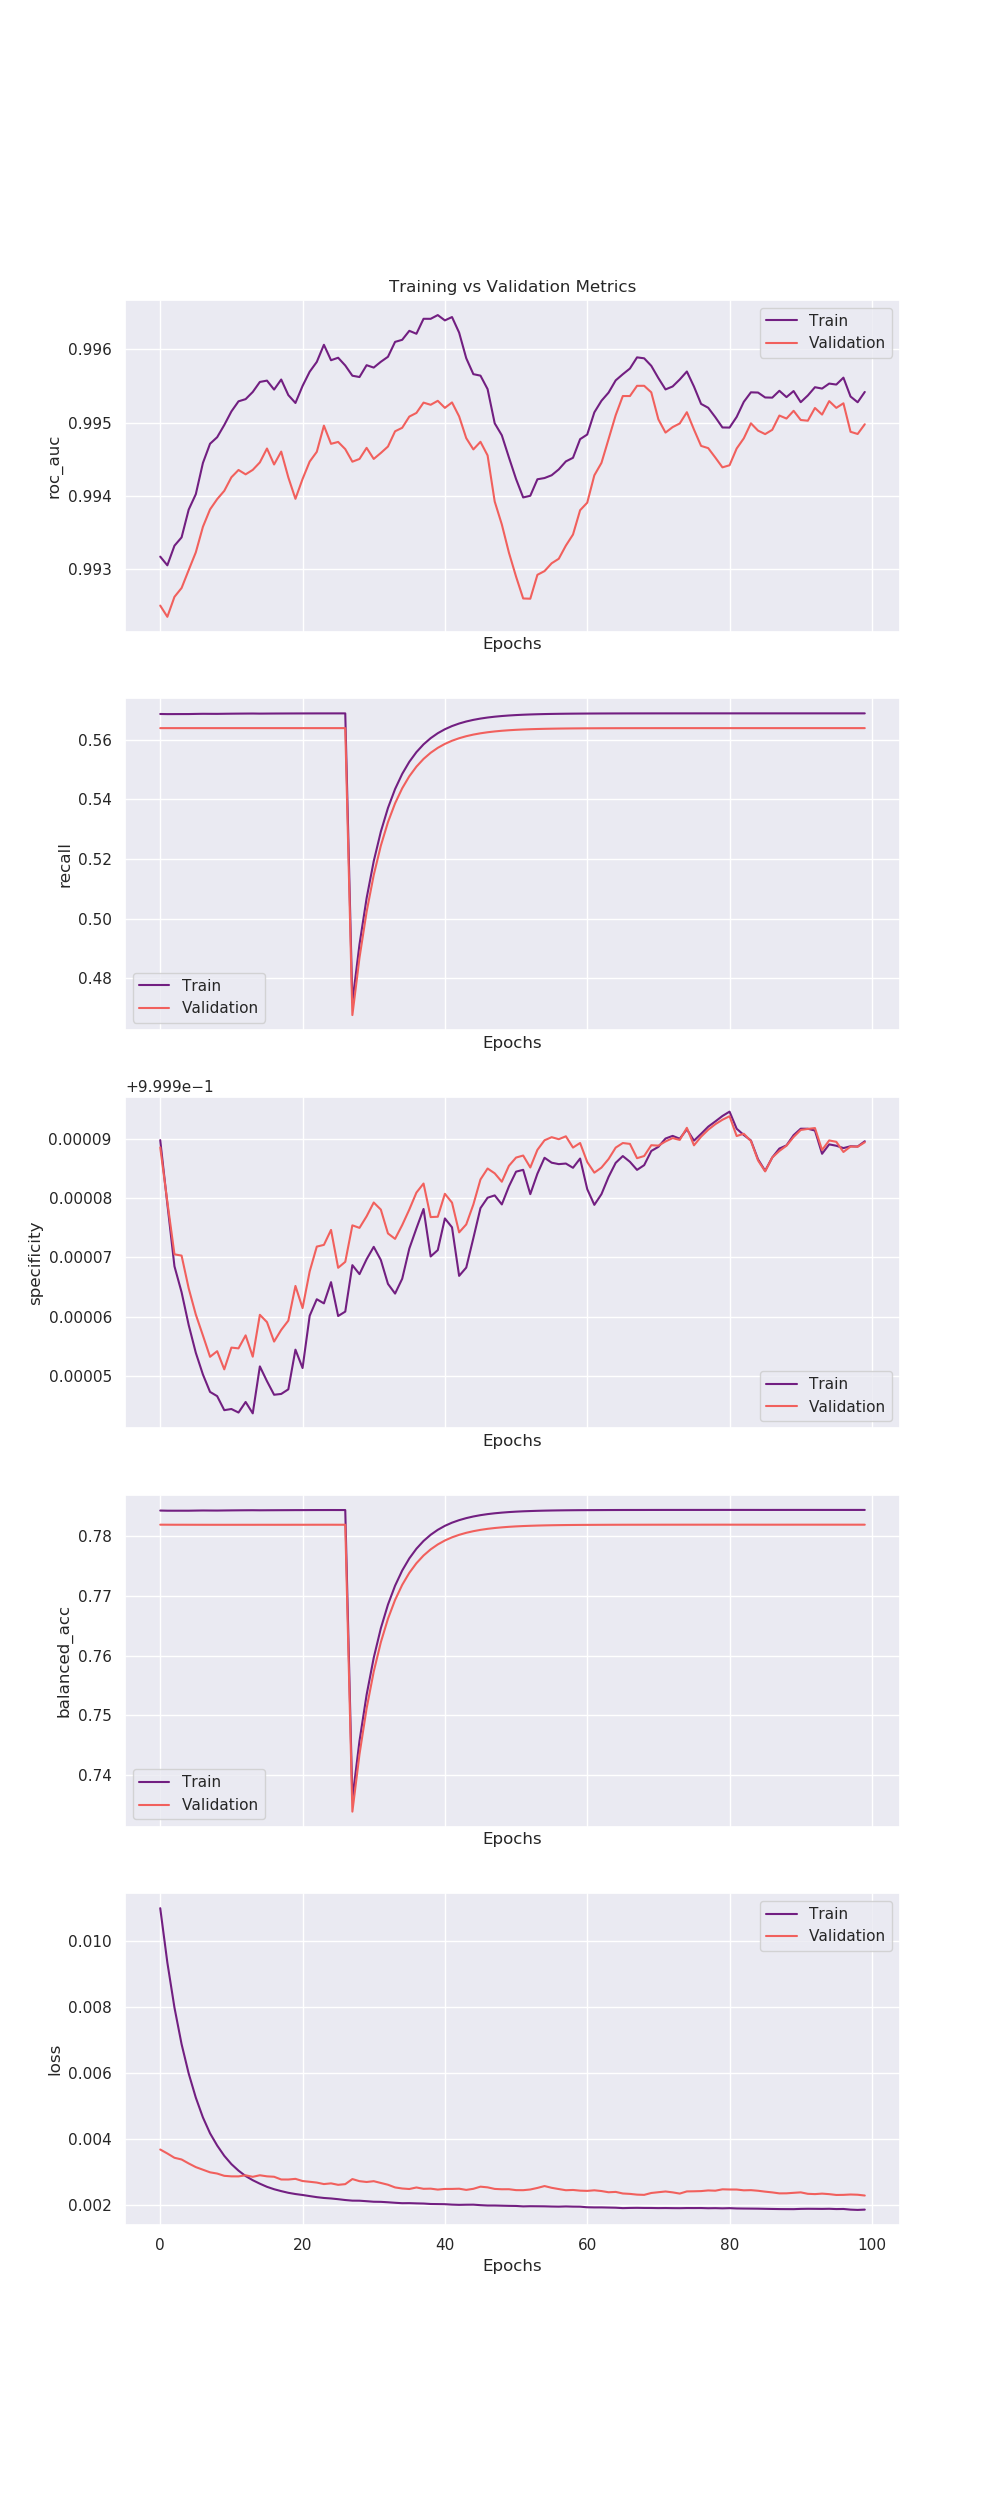 Training vs Validation Metrics
Train
Validation
0.996
0.995
0.994
0.993
roc_auc
Epochs
0.56
0.54
0.52
0.50
0.48
recall
Train
Validation
Epochs
+9.999e−1
0.00009
0.00008
0.00007
0.00006
0.00005
specificity
Train
Validation
Epochs
0.78
0.77
0.76
0.75
0.74
balanced_acc
Train
Validation
Epochs
Train
Validation
0.010
0.008
0.006
0.004
0.002
loss
0 20 40 60 80 100
Epochs